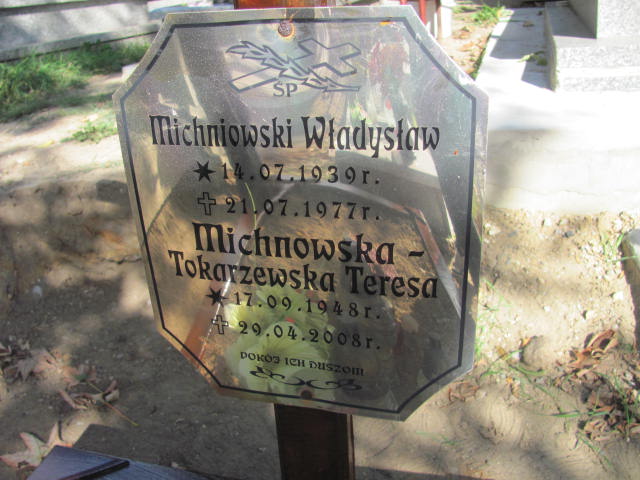 ŚP
Michniowski Władysław
14.07.1939r.
21.07.1977r.
Michnowska -
Tokarzewska Teresa
17.09.1948r.
29.04.2008r.
POKÓJ ICH DUSZOM